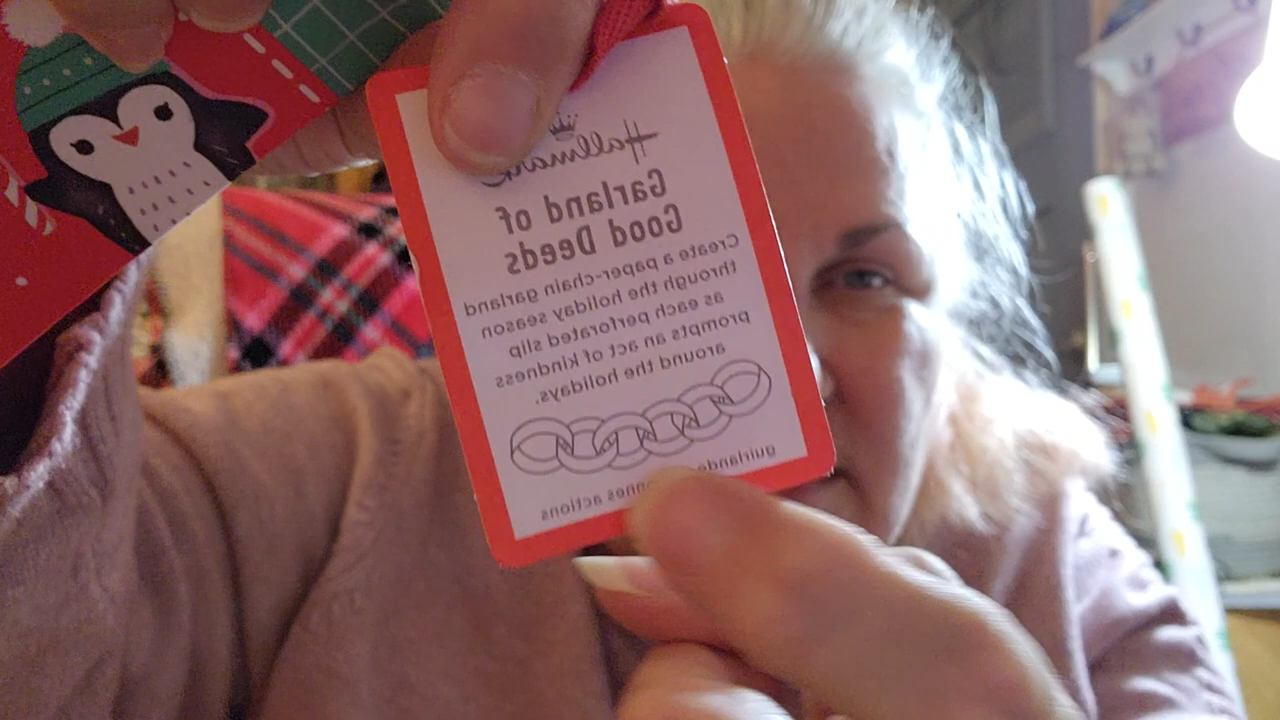 Hallmark
Garland of
Good Deeds
Create a paper-chain garland
through the holiday season
as each perforated slip
prompts an act of kindness
around the holidays.
guirlande
actions